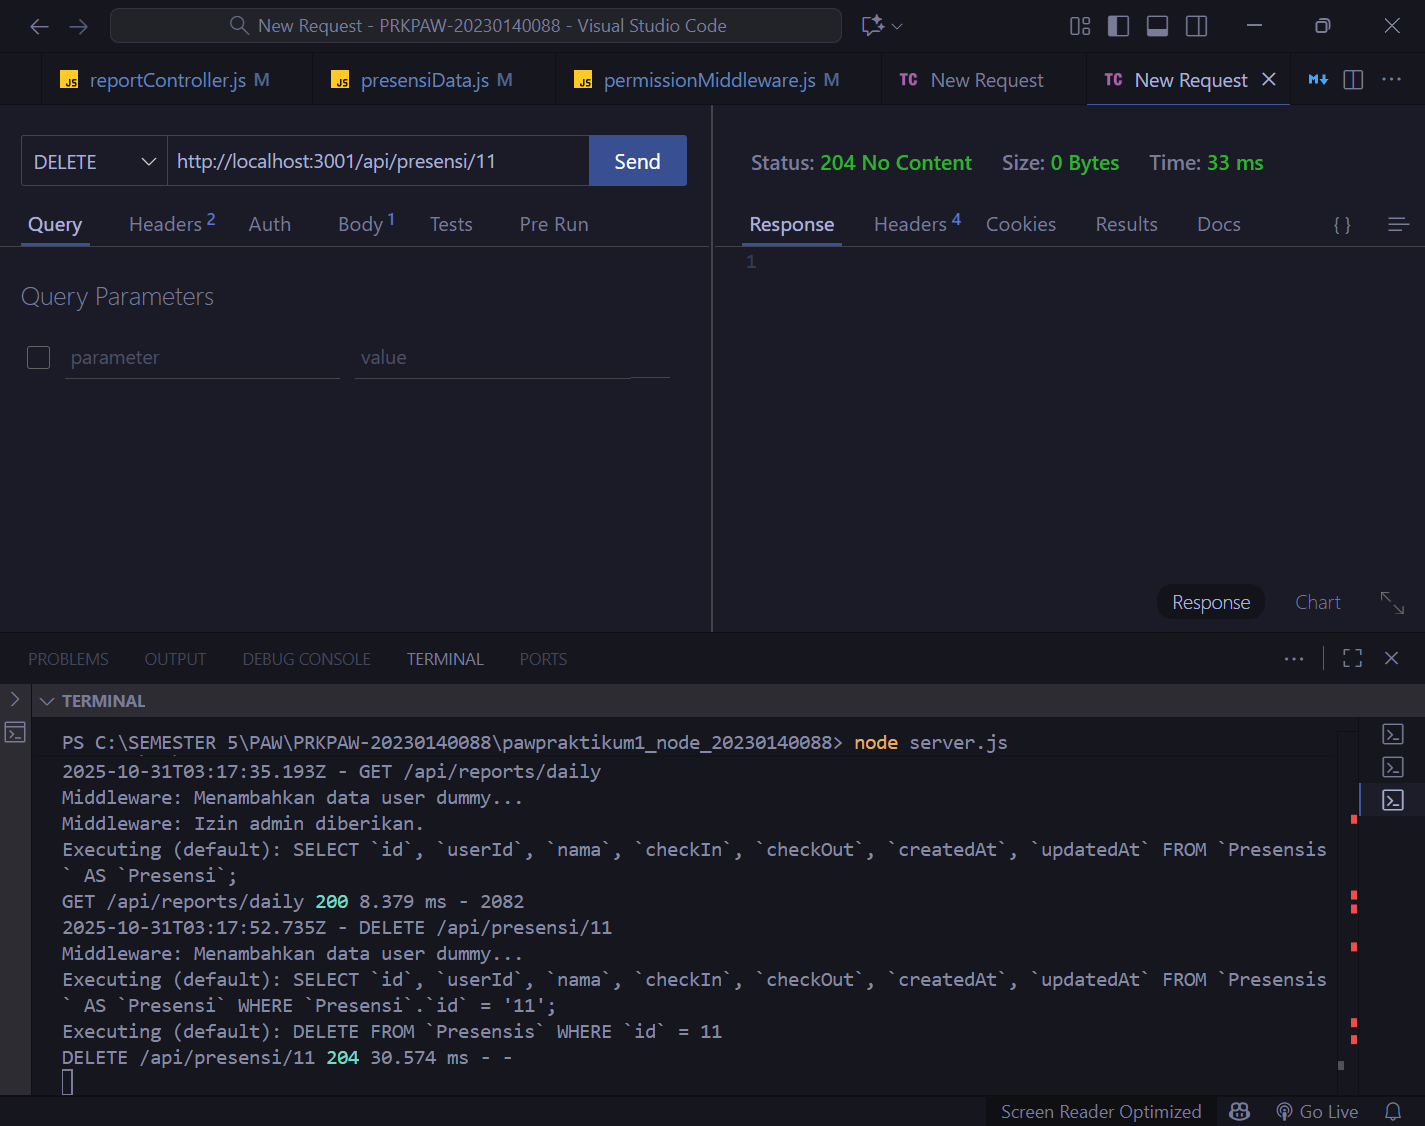 New Request - PRKPAW-20230140088 - Visual Studio Code
JS reportController.js M
JS presensiData.js M
JS permissionMiddleware.js M
TC New Request
TC New Request
M
DELETE
http://localhost:3001/api/presensi/11
Send
Query
Headers 2
Auth
Body 1
Tests
Pre Run
Query Parameters
parameter
value
Status: 204 No Content
Size: 0 Bytes
Time: 33 ms
Response
Headers 4
Cookies
Results
Docs
{ }
1
Response
Chart
PROBLEMS
OUTPUT
DEBUG CONSOLE
TERMINAL
PORTS
TERMINAL
PS C:\SEMESTER 5\PAW\PRKPAW-20230140088\pawpraktikum1_node_20230140088> node server.js
2025-10-31T03:17:35.193Z - GET /api/reports/daily
Middleware: Menambahkan data user dummy...
Middleware: Izin admin diberikan.
Executing (default): SELECT `id`, `userId`, `nama`, `checkIn`, `checkOut`, `createdAt`, `updatedAt` FROM `Presensis
` AS `Presensi`;
GET /api/reports/daily 200 8.379 ms - 2082
2025-10-31T03:17:52.735Z - DELETE /api/presensi/11
Middleware: Menambahkan data user dummy...
Executing (default): SELECT `id`, `userId`, `nama`, `checkIn`, `checkOut`, `createdAt`, `updatedAt` FROM `Presensis
` AS `Presensi` WHERE `Presensi`.`id` = '11';
Executing (default): DELETE FROM `Presensis` WHERE `id` = 11
DELETE /api/presensi/11 204 30.574 ms - -
Screen Reader Optimized
Go Live